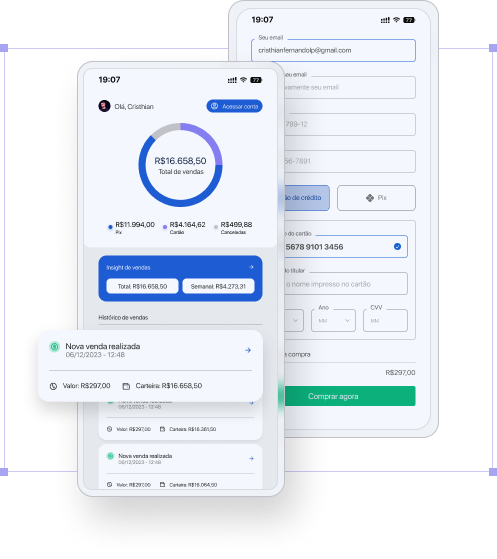 19:07
77
Seu email
cristhianfernandolp@gmail.com
seu email
vamente seu email
789-12
56-7891
ão de crédito
Pix
do cartão
5678 9101 3456
do titular
o nome impresso no cartão
Ano
CVV
MM
MM
a compra
R$297,00
Comprar agora
19:07
77
Olá, Cristhian
Acessar conta
R$16.658,50
Total de vendas
R$11.994,00
Pix
R$4.164,62
Cartão
R$499,88
Canceladas
Insight de vendas
Total: R$16.658,50
Semanal: R$4.273,31
Histórico de vendas
Nova venda realizada
06/12/2023 - 12:48
Valor: R$297,00
Carteira: R$16.658,50
06/12/2023 - 12:48
Valor: R$297,00
Carteira: R$16.361,50
Nova venda realizada
06/12/2023 - 12:48
Valor: R$297,00
Carteira: R$16.064,50